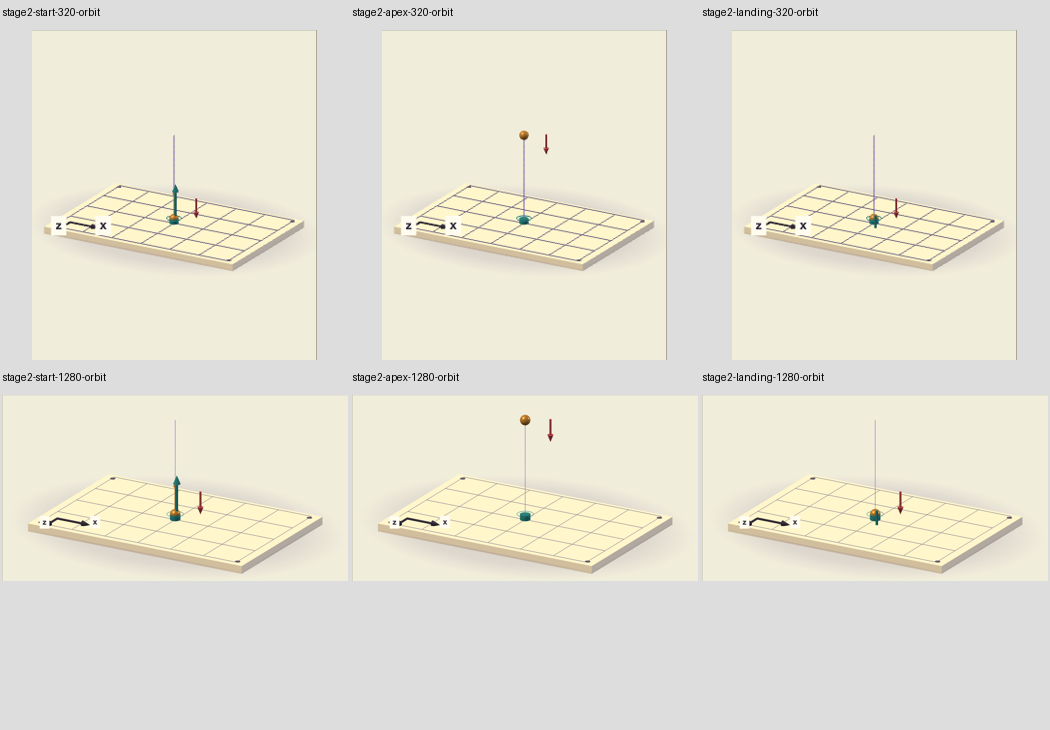 stage2-start-320-orbit
stage2-apex-320-orbit
stage2-landing-320-orbit
z x
z x
z x
stage2-start-1280-orbit
stage2-apex-1280-orbit
stage2-landing-1280-orbit
z x
z x
z x